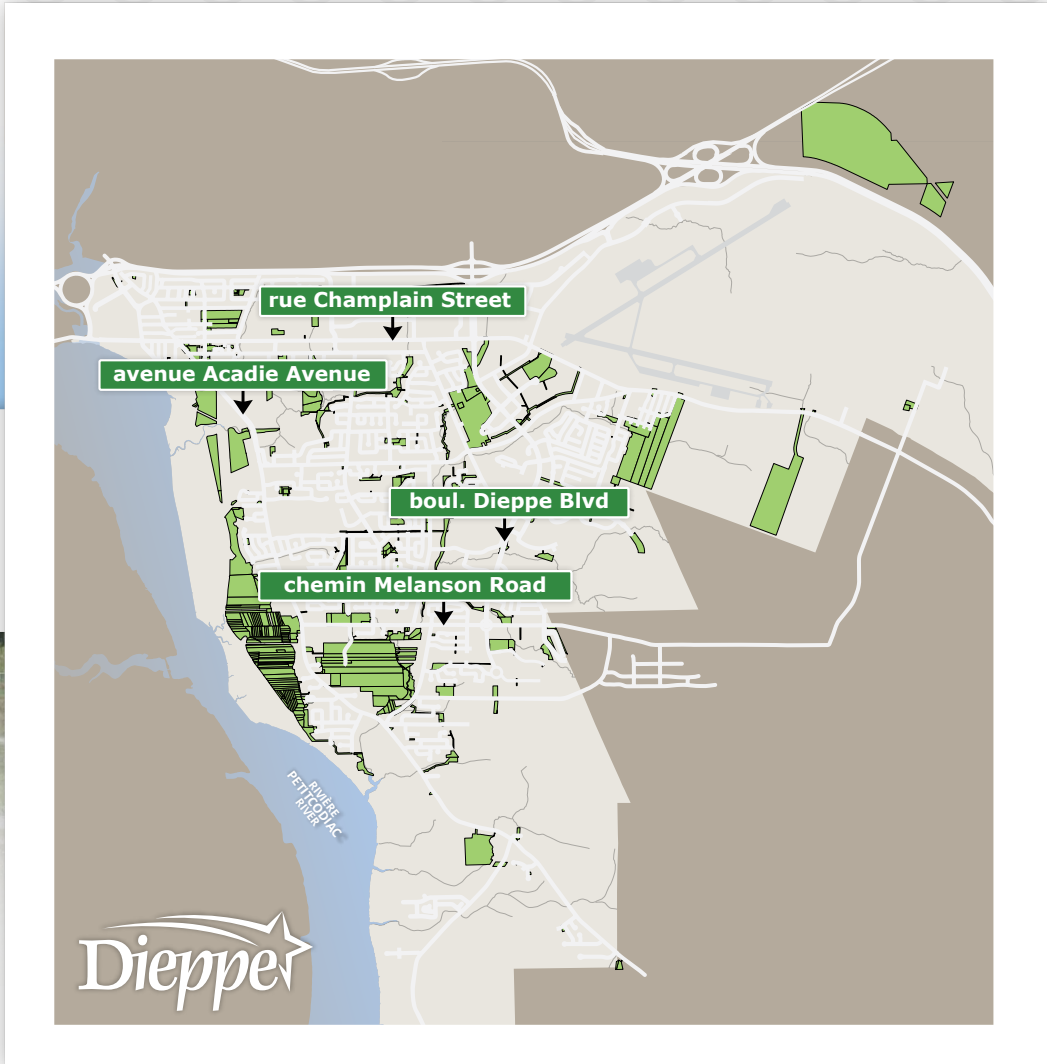 rue Champlain Street
avenue Acadie Avenue
boul. Dieppe Blvd
chemin Melanson Road
RIVIÈRE
PETITCODIAC
RIVER
Dieppe